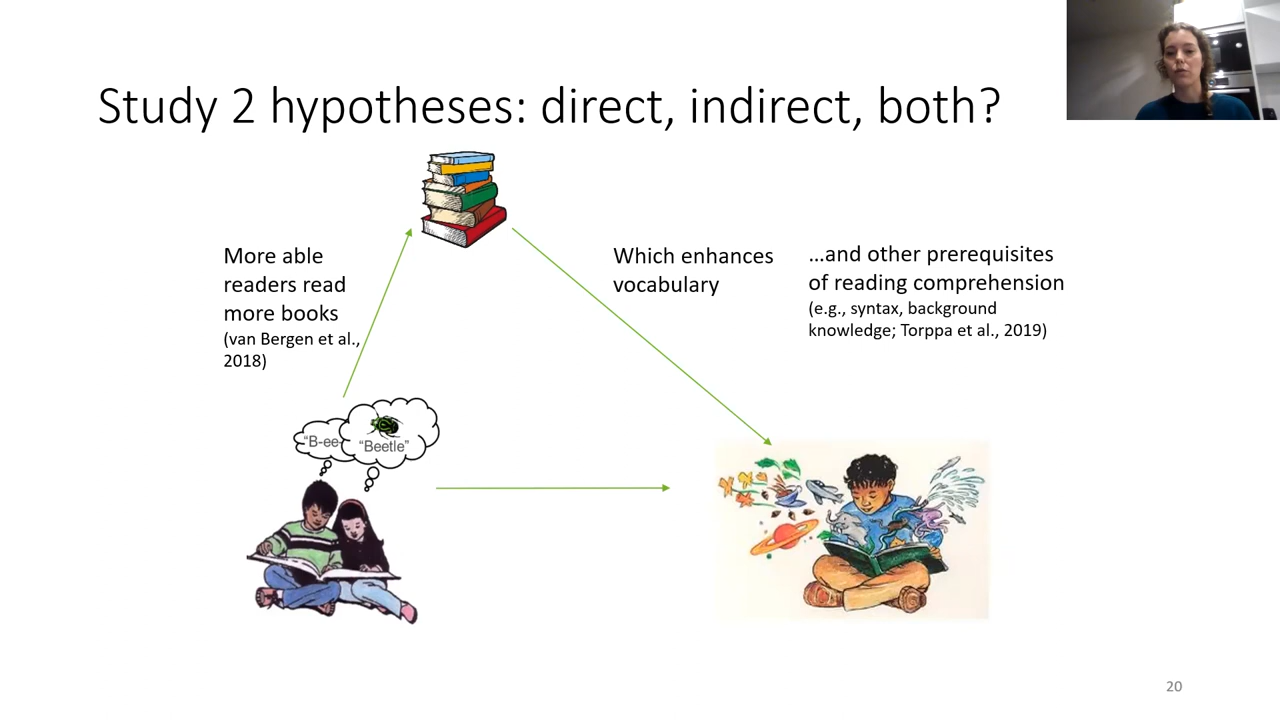 Study 2 hypotheses: direct, indirect, both?
More able
readers read
more books
(van Bergen et al.,
2018)
Which enhances
vocabulary
…and other prerequisites
of reading comprehension
(e.g., syntax, background
knowledge; Torppa et al., 2019)
“B-ee-
“Beetle”
20